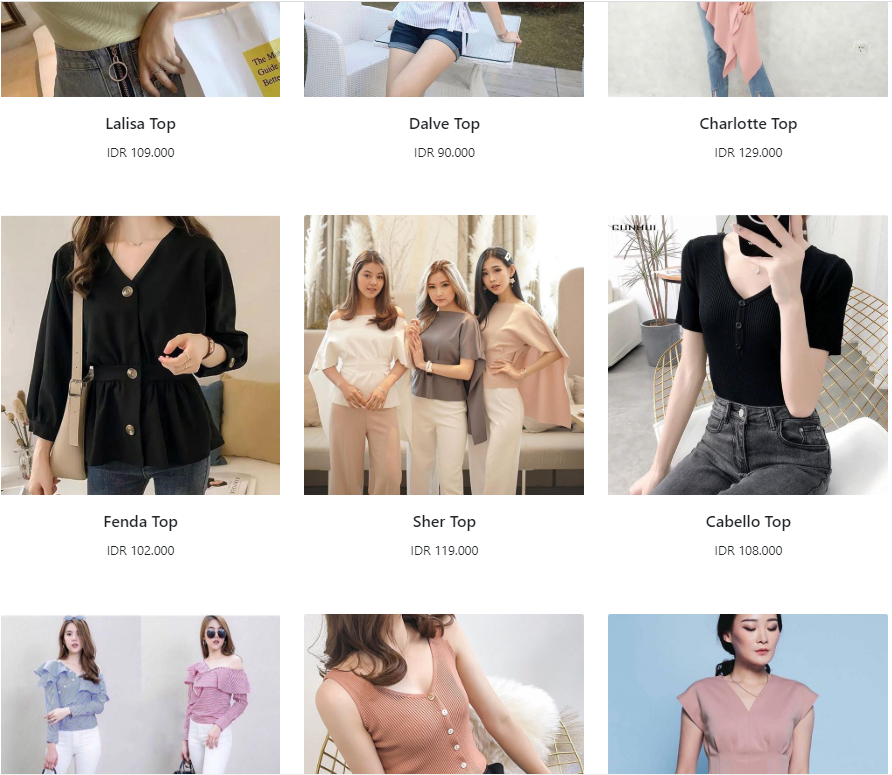 The M
Guide
Bette
Lalisa Top
Dalve Top
Charlotte Top
IDR 109.000
IDR 90.000
IDR 129.000
GUNHUI
Fenda Top
Sher Top
Cabello Top
IDR 102.000
IDR 119.000
IDR 108.000